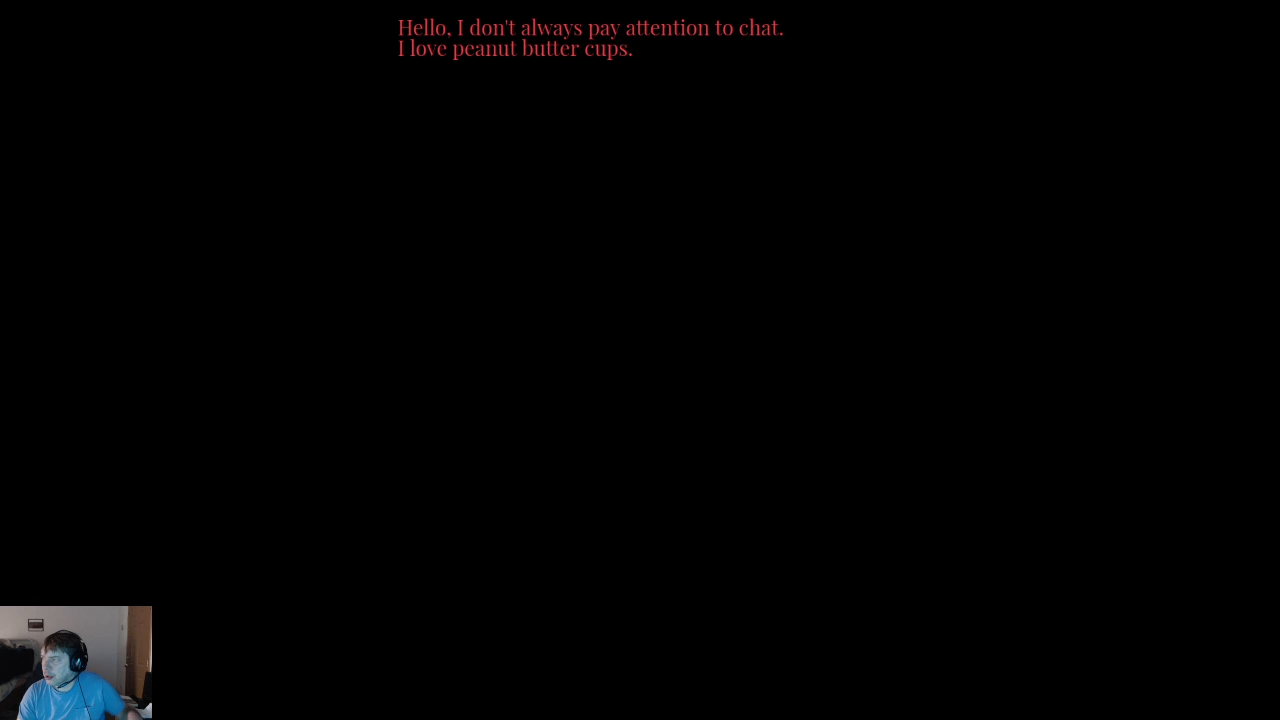 Hello, I don't always pay attention to chat.
I love peanut butter cups.